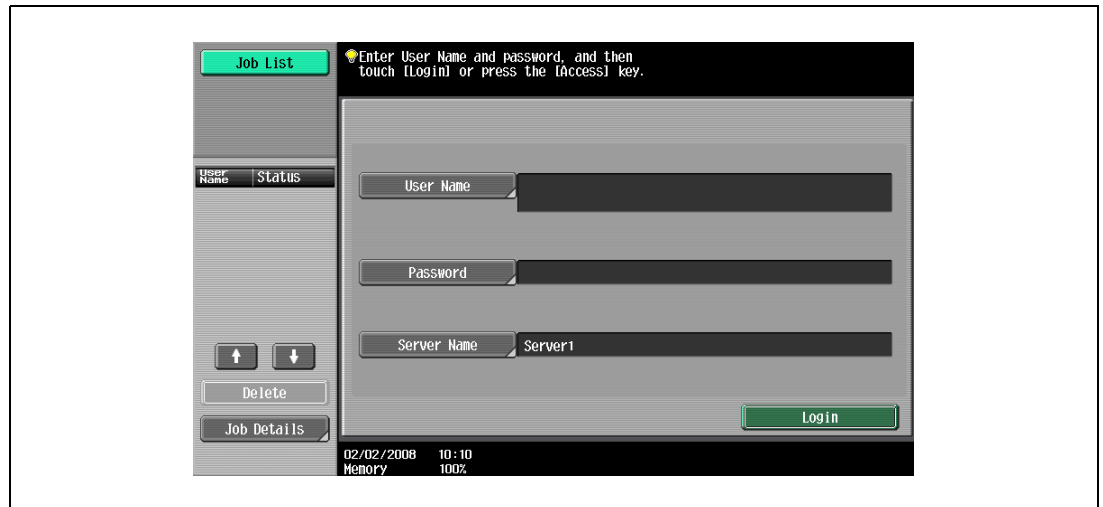 Job List
Enter User Name and password, and then
touch [Login] or press the [Access] key.
User Name
Status
User Name
Password
Server Name
Server1
Delete
Job Details
Login
02/02/2008 10:10
Memory 100%